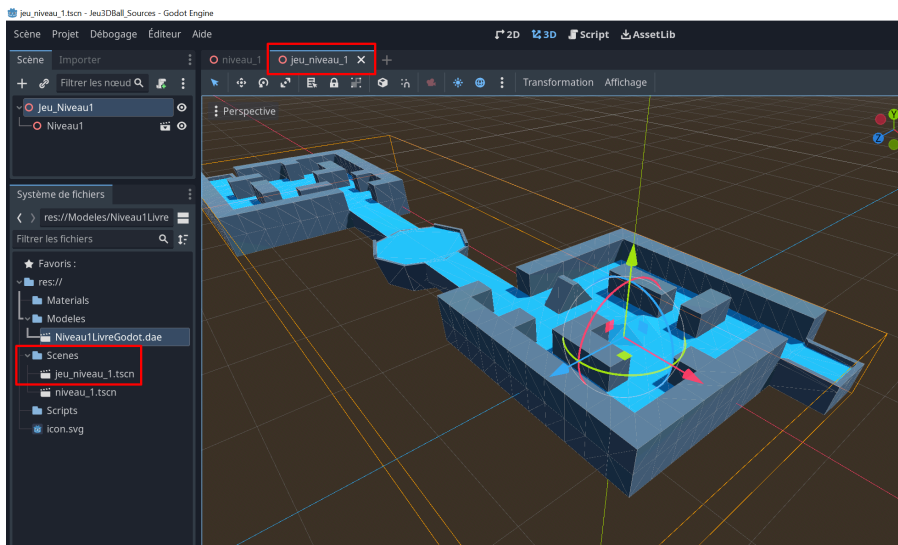 jeu_niveau_1.tscn - Jeu3DBall_Sources - Godot Engine
Scène Projet Débogage Éditeur Aide 2D 3D Script AssetLib
Scène Importer niveau_1 jeu_niveau_1
Filtrer les nœud Transformation Affichage
Jeu_Niveau1 Perspective
Niveau1
Système de fichiers
res://Modeles/Niveau1Livre
Filtrer les fichiers
Favoris :
res://
Materials
Modeles
Niveau1LivreGodot.dae
Scenes
jeu_niveau_1.tscn
niveau_1.tscn
Scripts
icon.svg
Y
Z